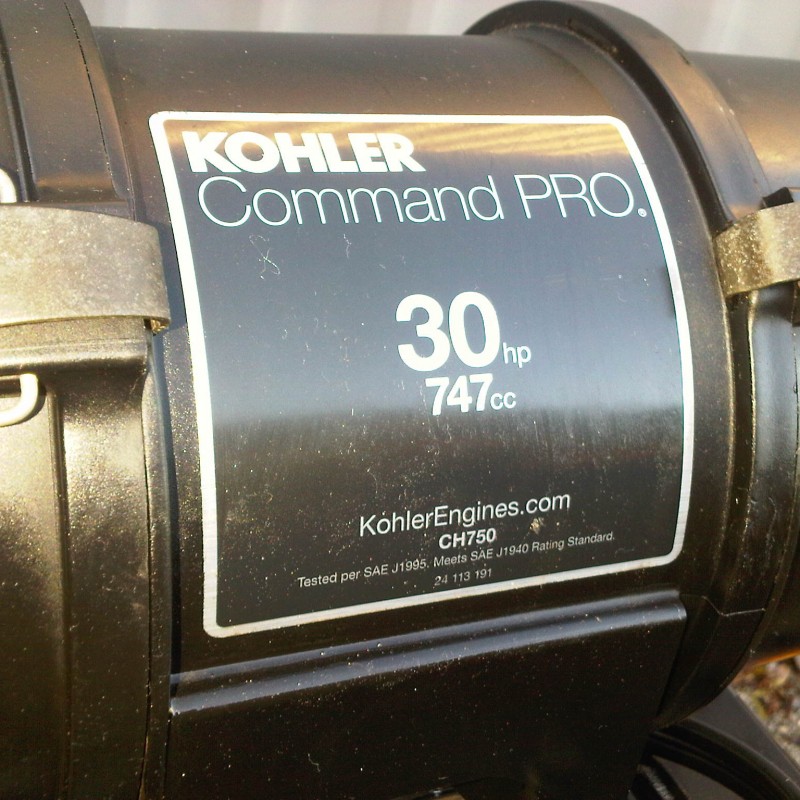 KOHLER
Command PRO.
30hp
747cc
KohlerEngines.com
CH750
Tested per SAE J1995. Meets SAE J1940 Rating Standard.
24 113 191